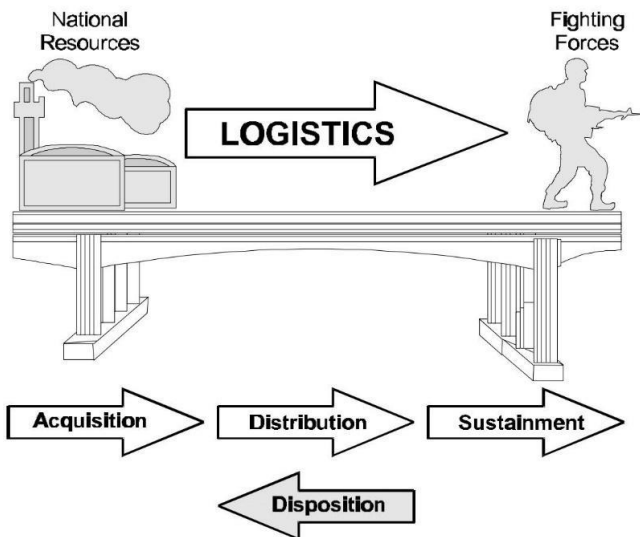 National
Resources
Fighting
Forces
LOGISTICS
Acquisition
Distribution
Sustainment
Disposition